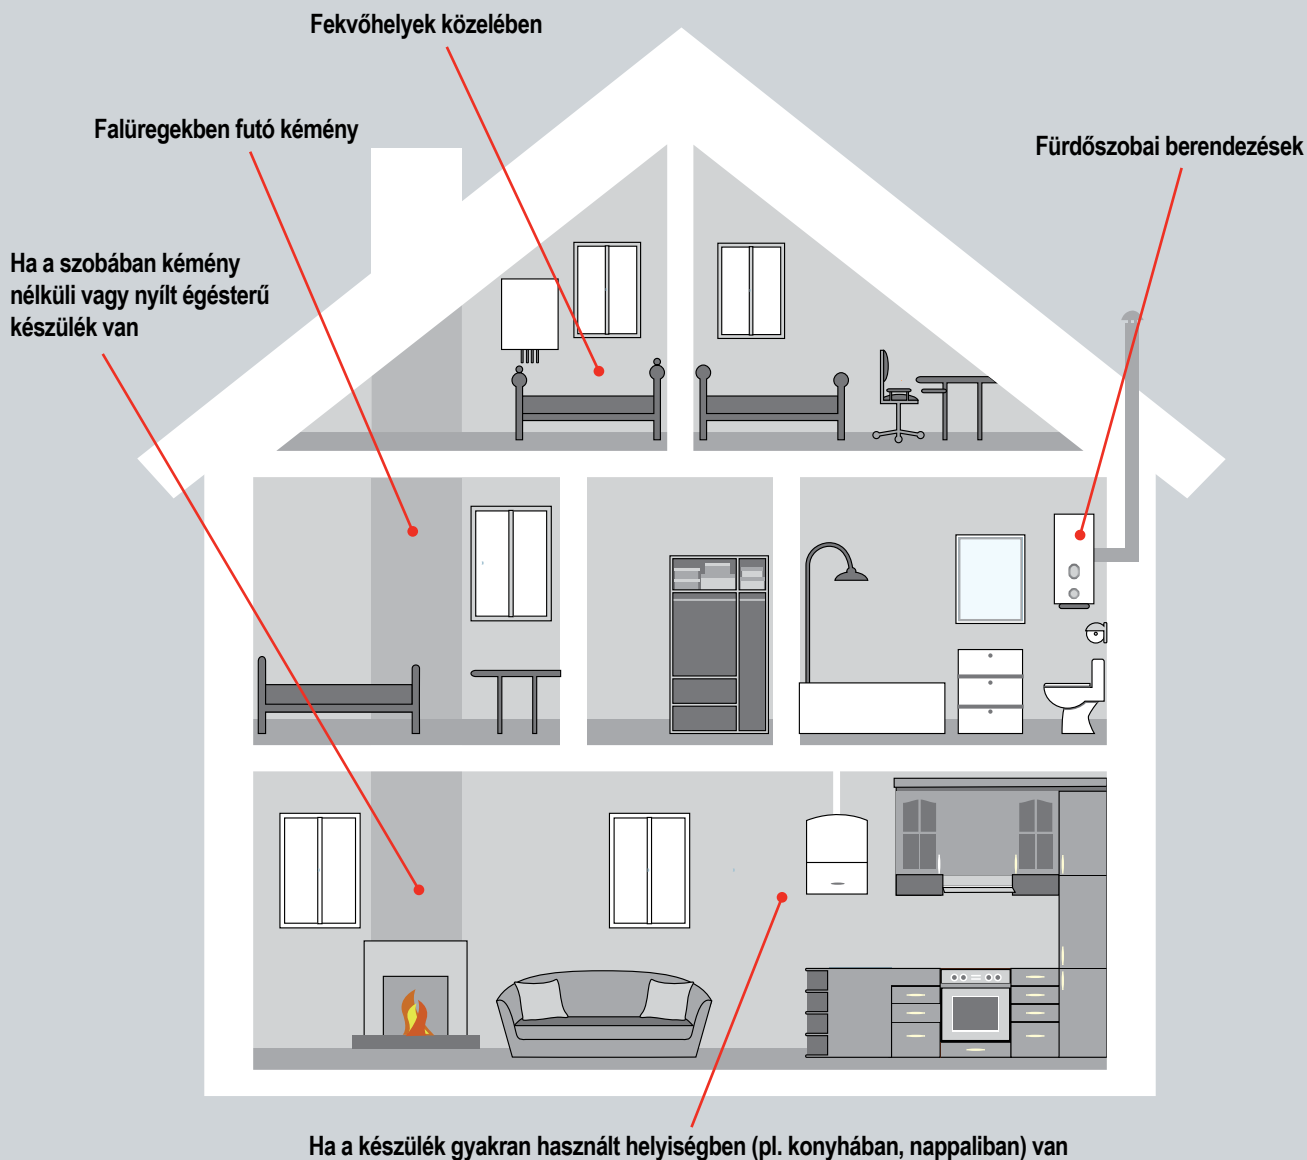 Fekvőhelyek közelében
Falüregekben futó kémény
Fürdőszobai berendezések
Ha a szobában kémény
nélküli vagy nyílt égésterű
készülék van
Ha a készülék gyakran használt helyiségben (pl. konyhában, nappaliban) van